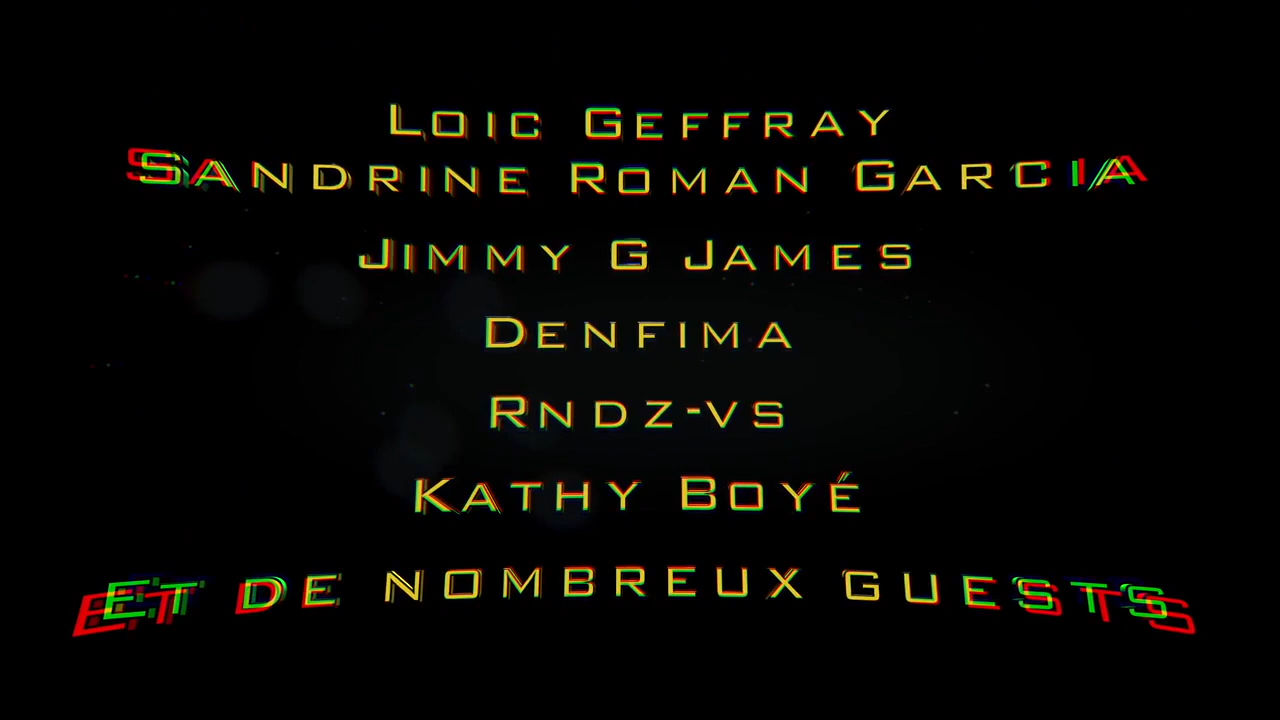 Loic Geffray
Sandrine Roman Garcia
Jimmy G James
Denfima
Rndz-vs
Kathy Boyé
Et de nombreux guests